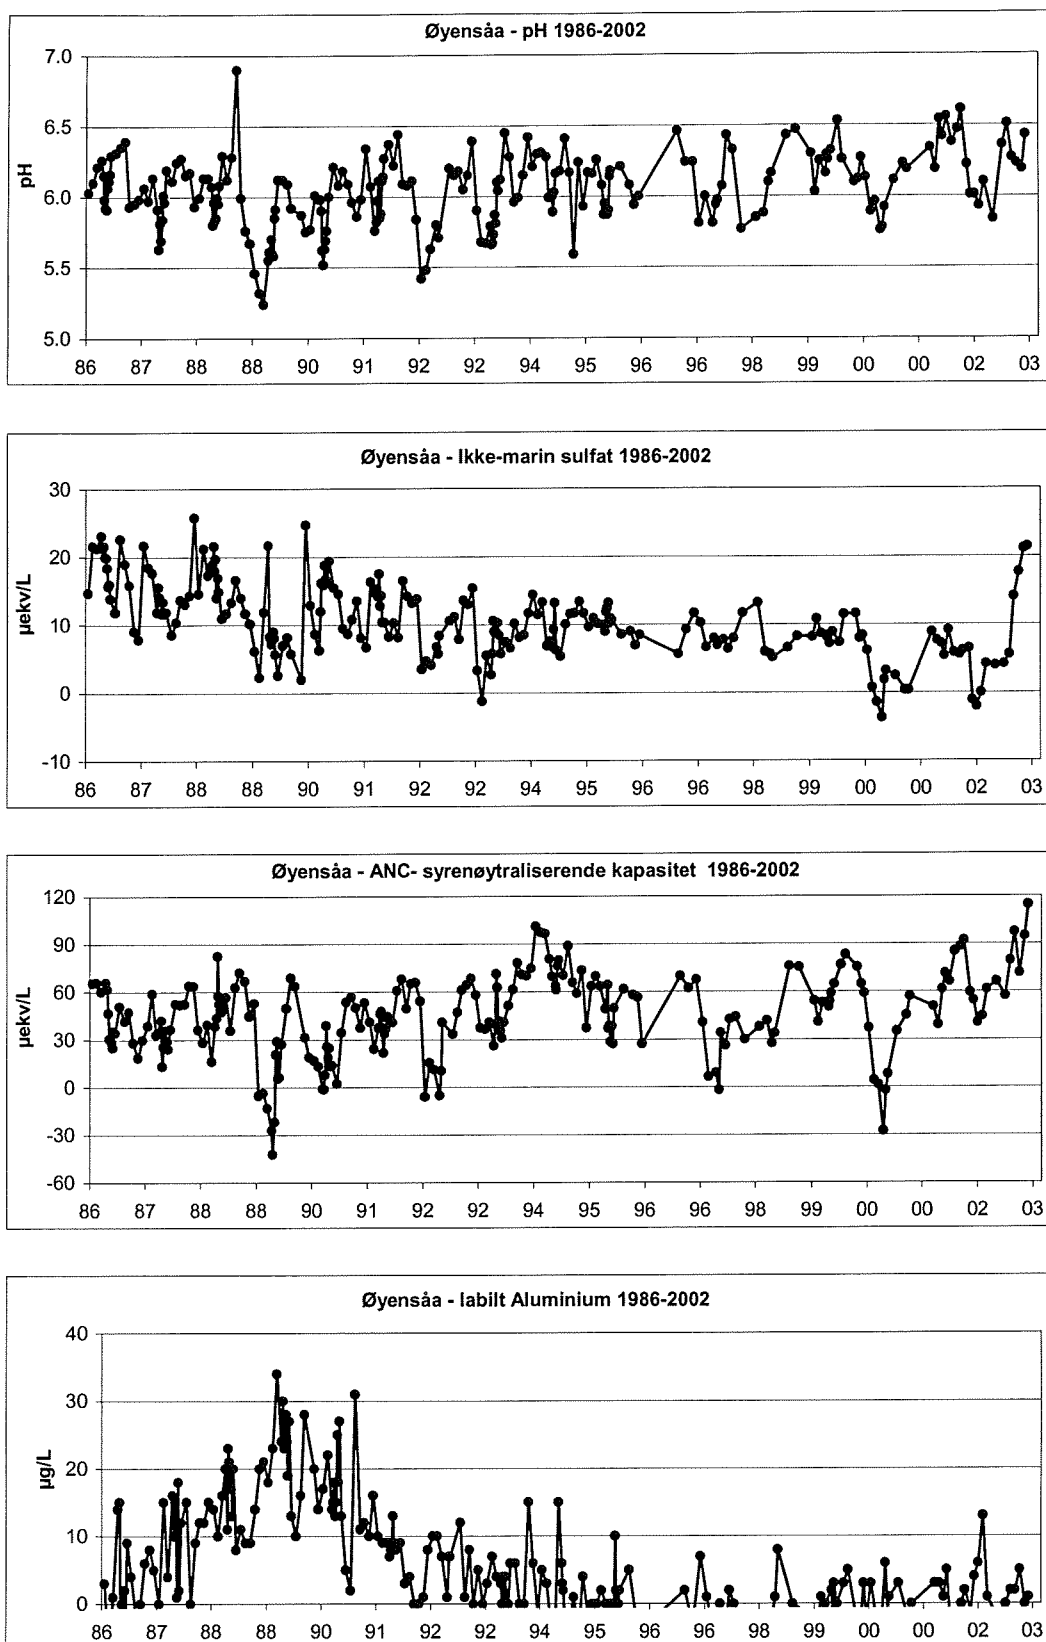 Øyensåa - pH 1986-2002
7.0
6.5
6.0
5.5
5.0
pH
86 87 88 88 90 91 92 92 94 95 96 96 98 99 00 00 02 03
Øyensåa - Ikke-marin sulfat 1986-2002
30
20
10
0
-10
µekv/L
86 87 88 88 90 91 92 92 94 95 96 96 98 99 00 00 02 03
Øyensåa - ANC- syrenøytraliserende kapasitet 1986-2002
120
90
60
30
0
-30
-60
µekv/L
86 87 88 88 90 91 92 92 94 95 96 96 98 99 00 00 02 03
Øyensåa - labilt Aluminium 1986-2002
40
30
20
10
0
µg/L
86 87 88 88 90 91 92 92 94 95 96 96 98 99 00 00 02 03